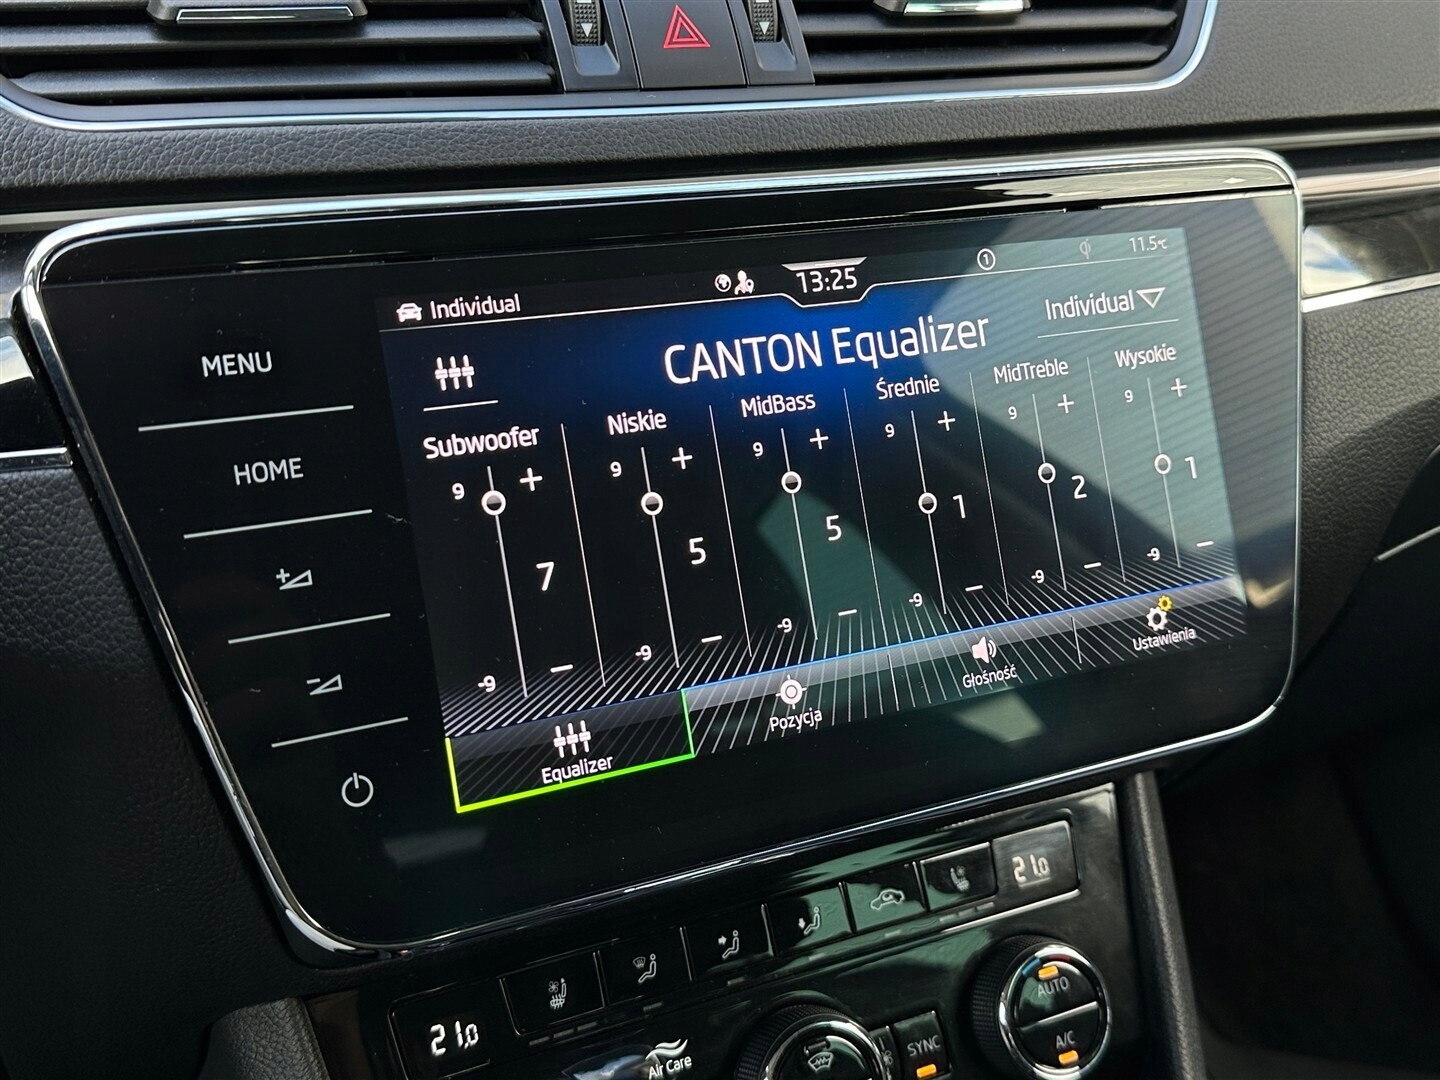 Individual
13:25
1
11.5°C
MENU
HOME
CANTON Equalizer
Individual
Subwoofer
9
+
7
-9
−
Niskie
9
+
5
-9
−
MidBass
9
+
5
-9
−
Średnie
9
+
1
-9
−
MidTreble
9
+
2
-9
−
Wysokie
9
+
1
-9
−
Equalizer
Pozycja
Głośność
Ustawienia
21.0
21.0
Air Care
SYNC
AUTO
A/C